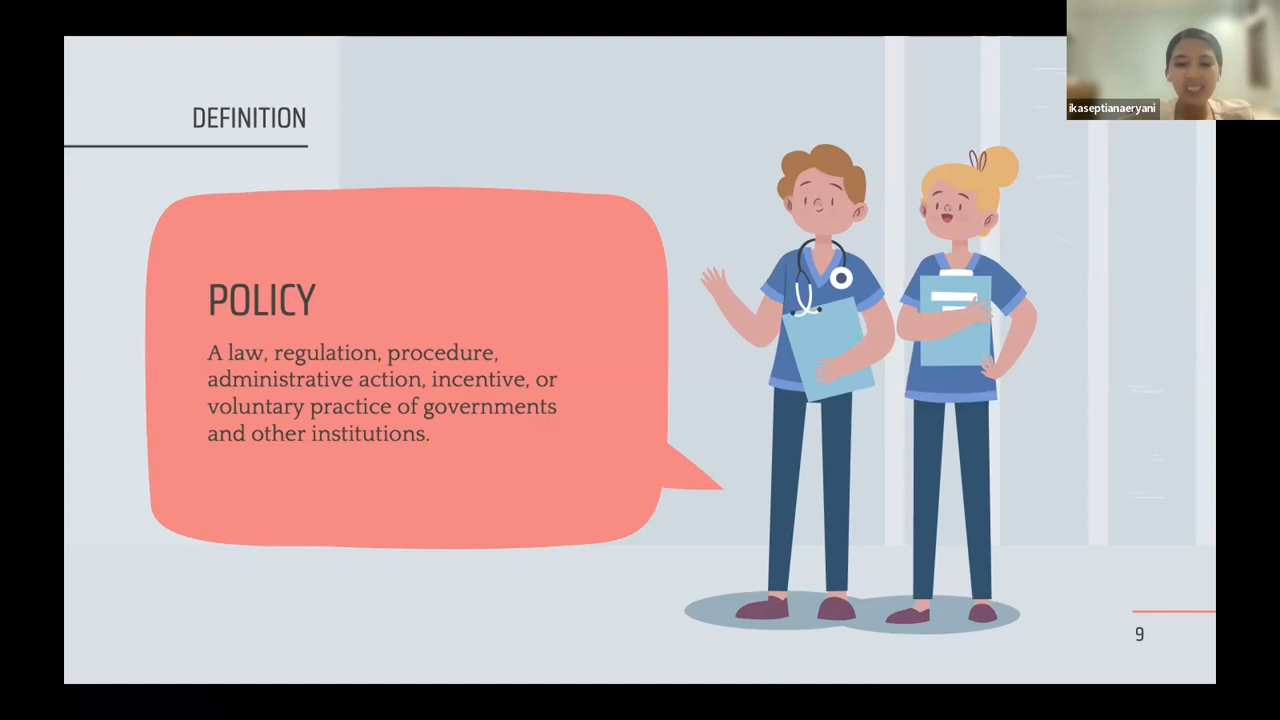 DEFINITION
ikaseptianaeryani
POLICY
A law, regulation, procedure,
administrative action, incentive, or
voluntary practice of governments
and other institutions.
9